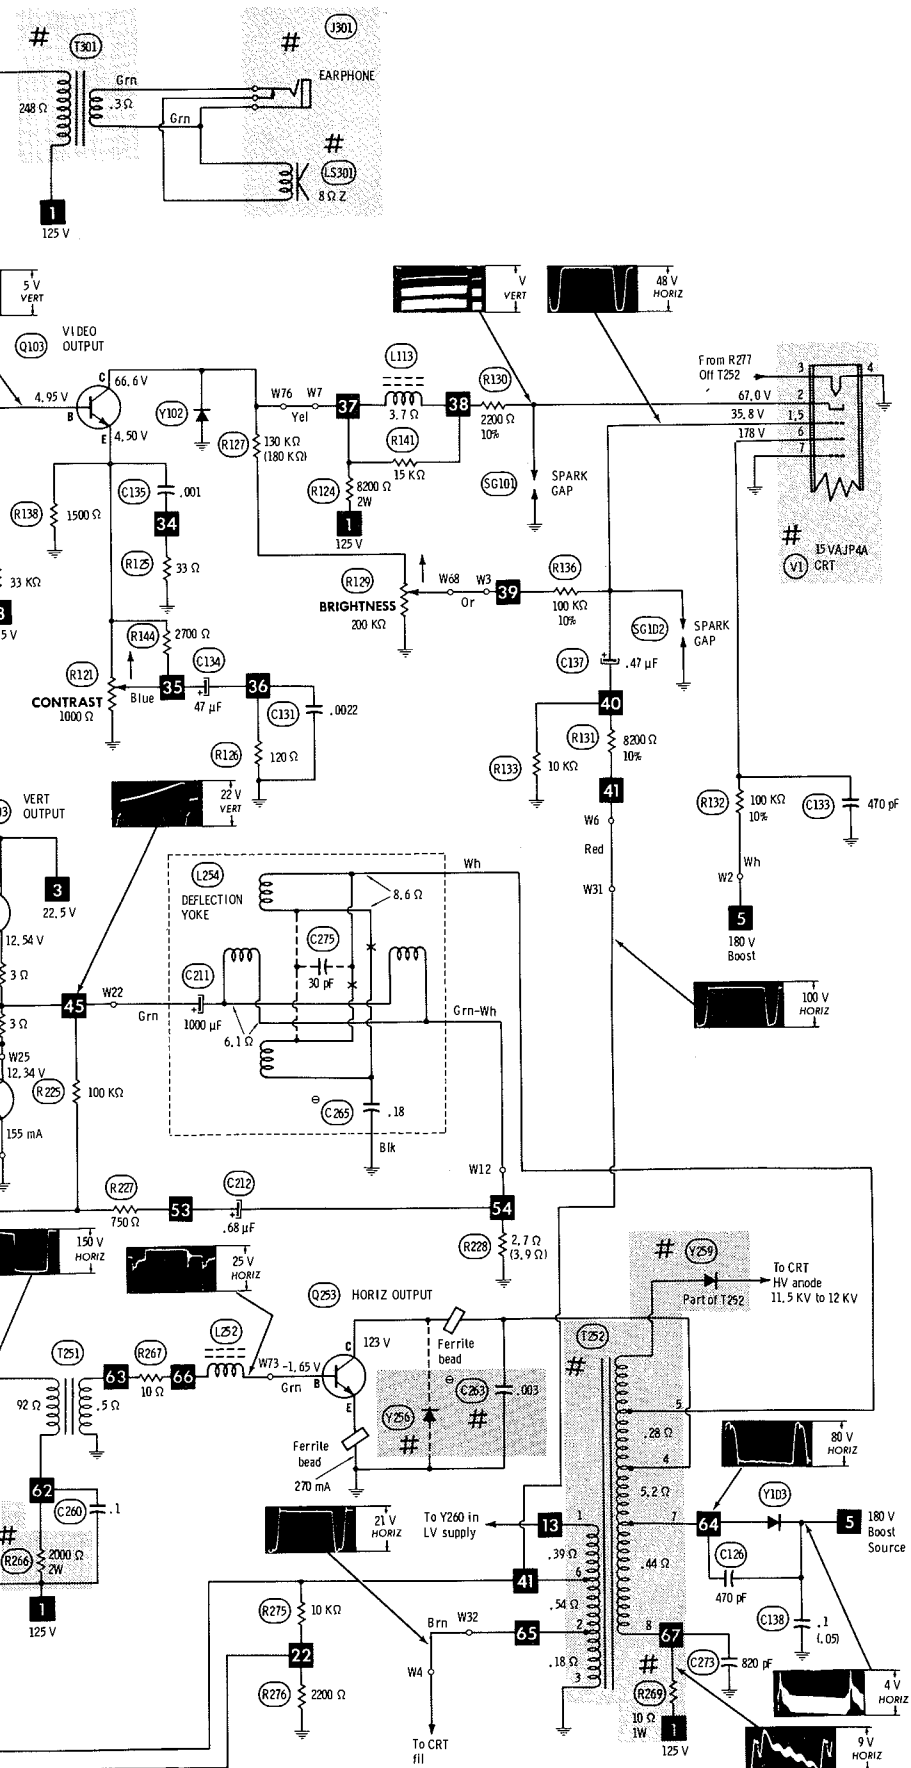 #
T301
#
J301
Grn
EARPHONE
248 Ω
.3 Ω
Grn
#
LS301
8 Ω Z
1
125 V
5 V
VERT
V
VERT
48 V
HORIZ
Q103
VIDEO
OUTPUT
C
66.6 V
4.95 V
B
E
4.50 V
Y102
W76
W7
Yel
37
L113
3.7 Ω
38
R130
2200 Ω
10%
From R277
Off T252
3
4
67.0 V
2
35.8 V
1,5
178 V
6
7
R127
130 KΩ
(180 KΩ)
R141
15 KΩ
R124
8200 Ω
2W
1
125 V
SG101
SPARK
GAP
#
V1
15VAJP4A
CRT
R138
1500 Ω
C135
.001
34
R125
33 Ω
33 KΩ
R129
BRIGHTNESS
200 KΩ
W68
W3
Or
39
R136
100 KΩ
10%
SG102
SPARK
GAP
R144
2700 Ω
R121
CONTRAST
1000 Ω
Blue
35
C134
47 µF
36
C131
.0022
R126
120 Ω
C137
.47 µF
40
R131
8200 Ω
10%
R133
10 KΩ
41
W6
Red
W31
R132
100 KΩ
10%
C133
470 pF
Wh
W2
5
180 V
Boost
22 V
VERT
VERT
OUTPUT
3
22.5 V
12.54 V
3 Ω
45
W22
Grn
3 Ω
W25
12.34 V
155 mA
R225
100 KΩ
L254
DEFLECTION
YOKE
Wh
8.6 Ω
C275
30 pF
C211
1000 µF
6.1 Ω
Grn-Wh
C265
.18
Blk
100 V
HORIZ
W12
R227
750 Ω
53
C212
.68 µF
54
R228
2.7 Ω
(3.9 Ω)
150 V
HORIZ
25 V
HORIZ
#
Y259
Part of T252
To CRT
HV anode
11.5 KV to 12 KV
Q253
HORIZ OUTPUT
C
123 V
Ferrite
bead
T252
#
T251
92 Ω
.5 Ω
63
R267
10 Ω
66
L252
W73
-1.65 V
Grn
B
E
Y256
#
C263
#
.003
Ferrite
bead
270 mA
5
.28 Ω
4
5.2 Ω
7
.44 Ω
8
80 V
HORIZ
62
C260
.1
#
R266
2000 Ω
2W
1
125 V
21 V
HORIZ
To Y260 in
LV supply
13
1
.39 Ω
41
6
.54 Ω
65
2
.18 Ω
3
64
Y103
5
180 V
Boost
Source
C126
470 pF
C138
.1
(.05)
R275
10 KΩ
22
R276
2200 Ω
Brn
W32
W4
To CRT
fil
67
C273
820 pF
#
R269
10 Ω
1W
1
125 V
4 V
HORIZ
9 V
HORIZ